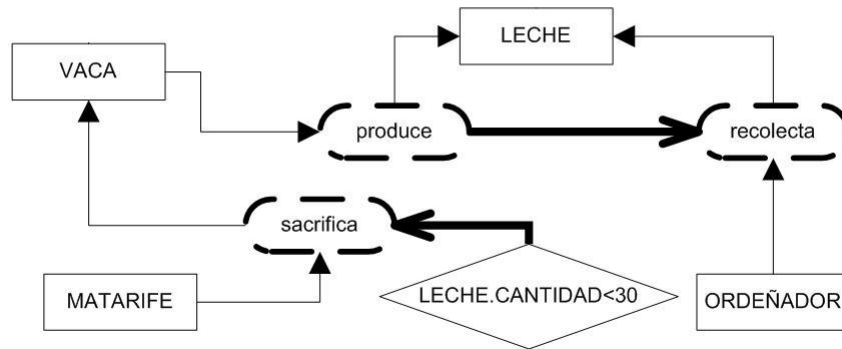 LECHE
VACA
produce
recolecta
sacrifica
MATARIFE
LECHE.CANTIDAD<30
ORDEÑADOR